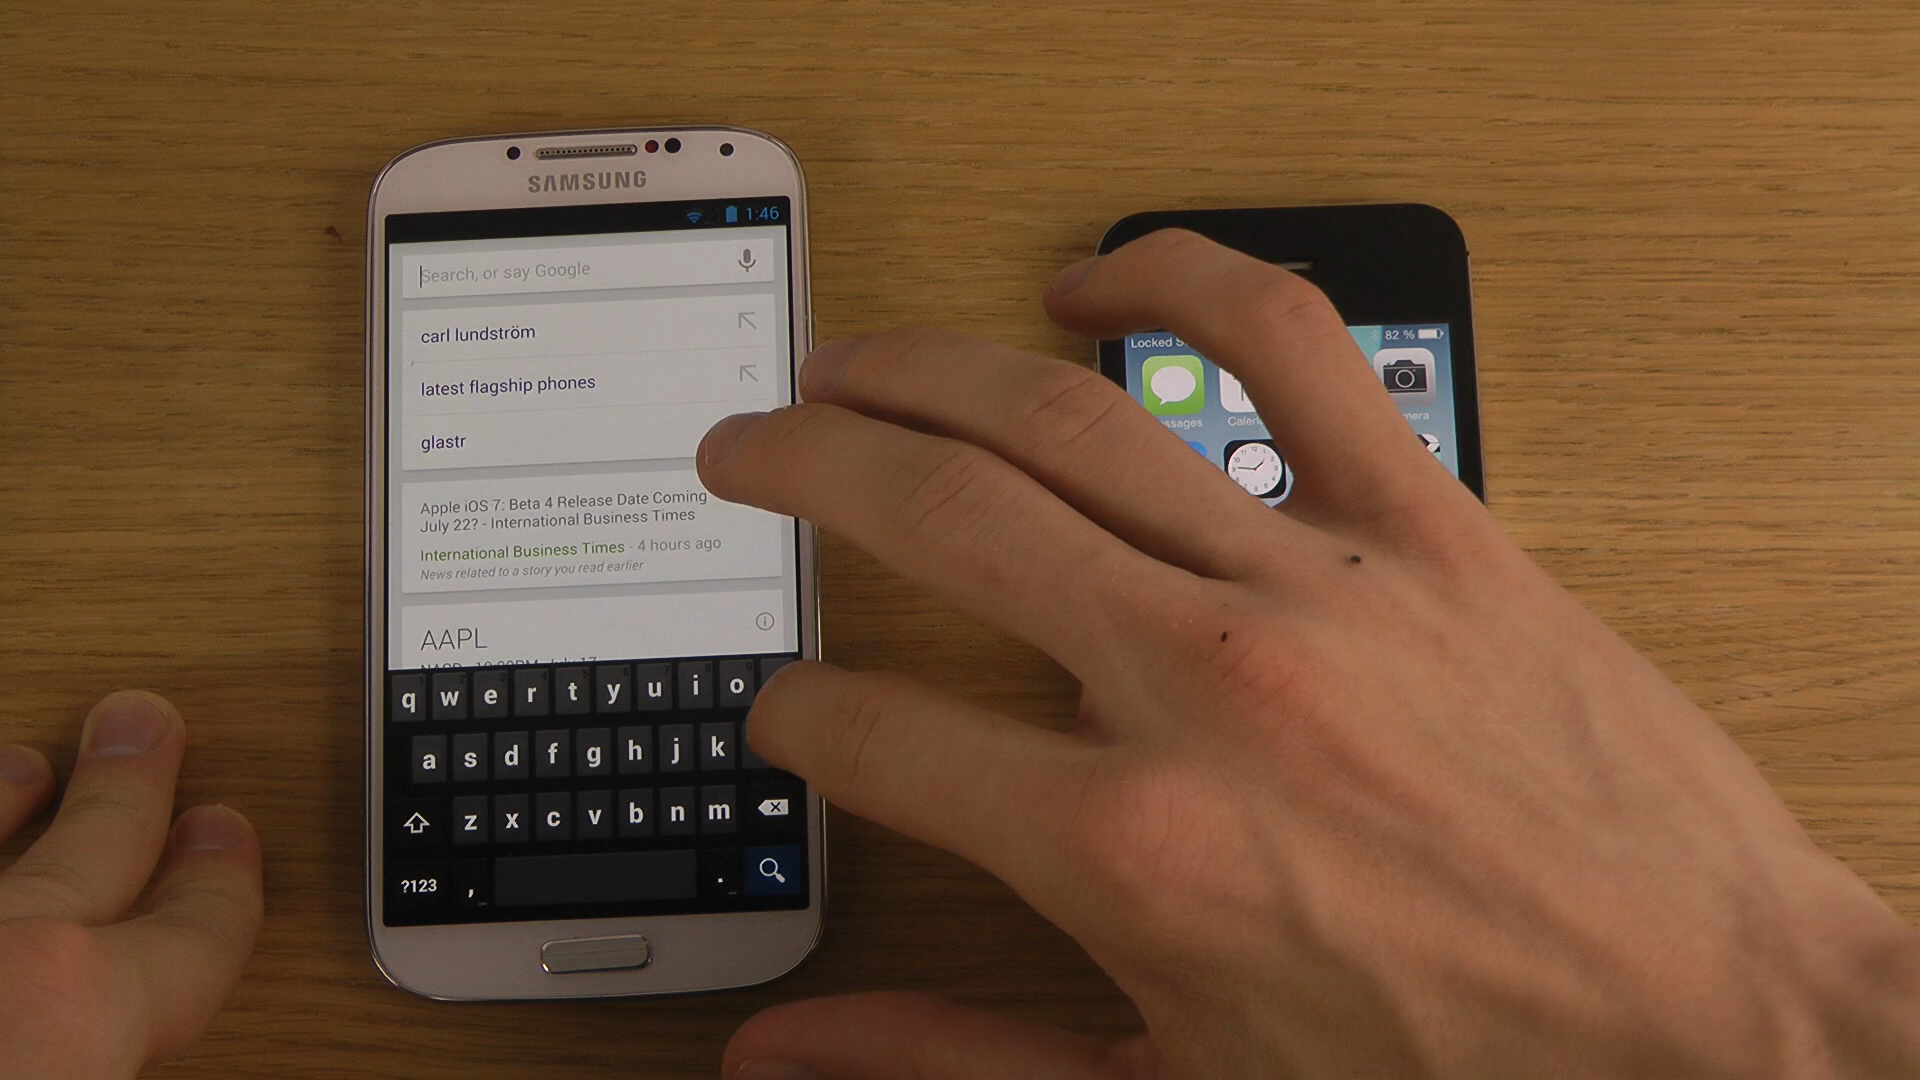 SAMSUNG
1:46
Search, or say Google
carl lundström
latest flagship phones
glastr
Apple iOS 7: Beta 4 Release Date Coming
July 22? - International Business Times
International Business Times - 4 hours ago
News related to a story you read earlier
AAPL
q w e r t y u i o
a s d f g h j k
z x c v b n m
?123 , .
Locked
82 %